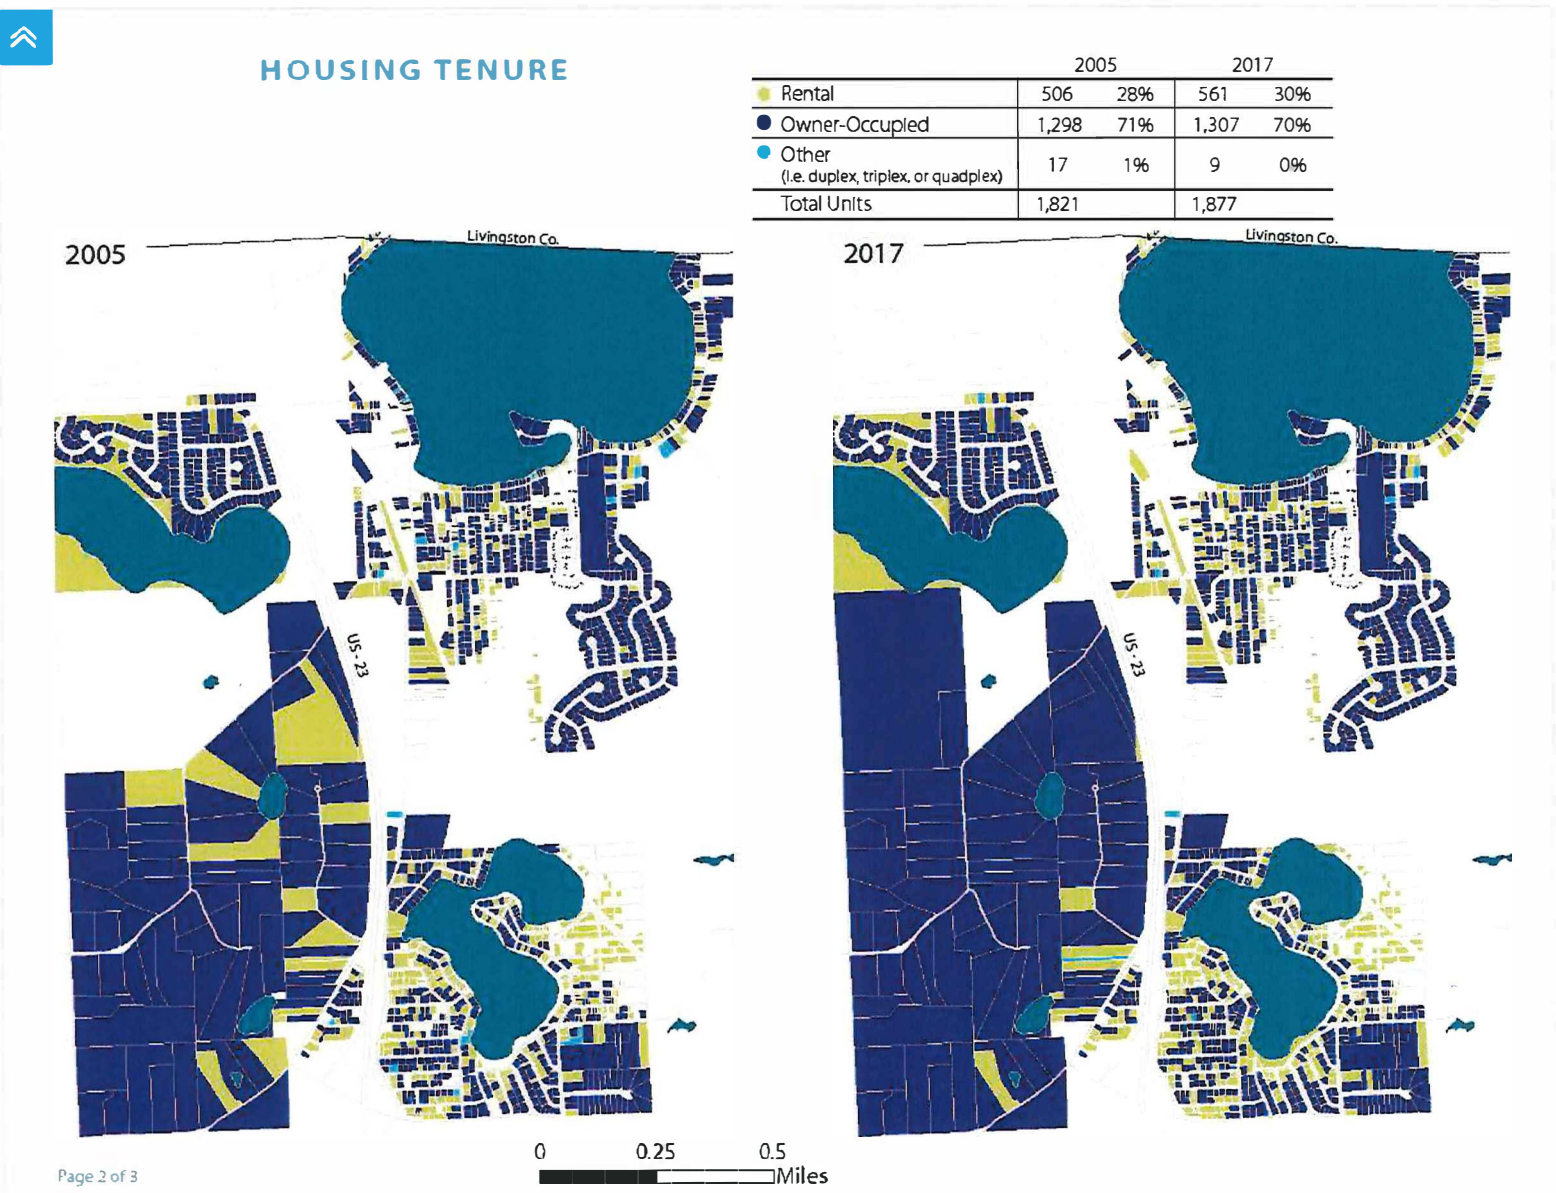 HOUSING TENURE
2005 2017
Rental 506 28% 561 30%
Owner-Occupied 1,298 71% 1,307 70%
Other
(i.e. duplex, triplex, or quadplex) 17 1% 9 0%
Total Units 1,821 1,877
2005
Livingston Co.
US - 23
2017
Livingston Co.
US - 23
0 0.25 0.5
Miles
Page 2 of 3